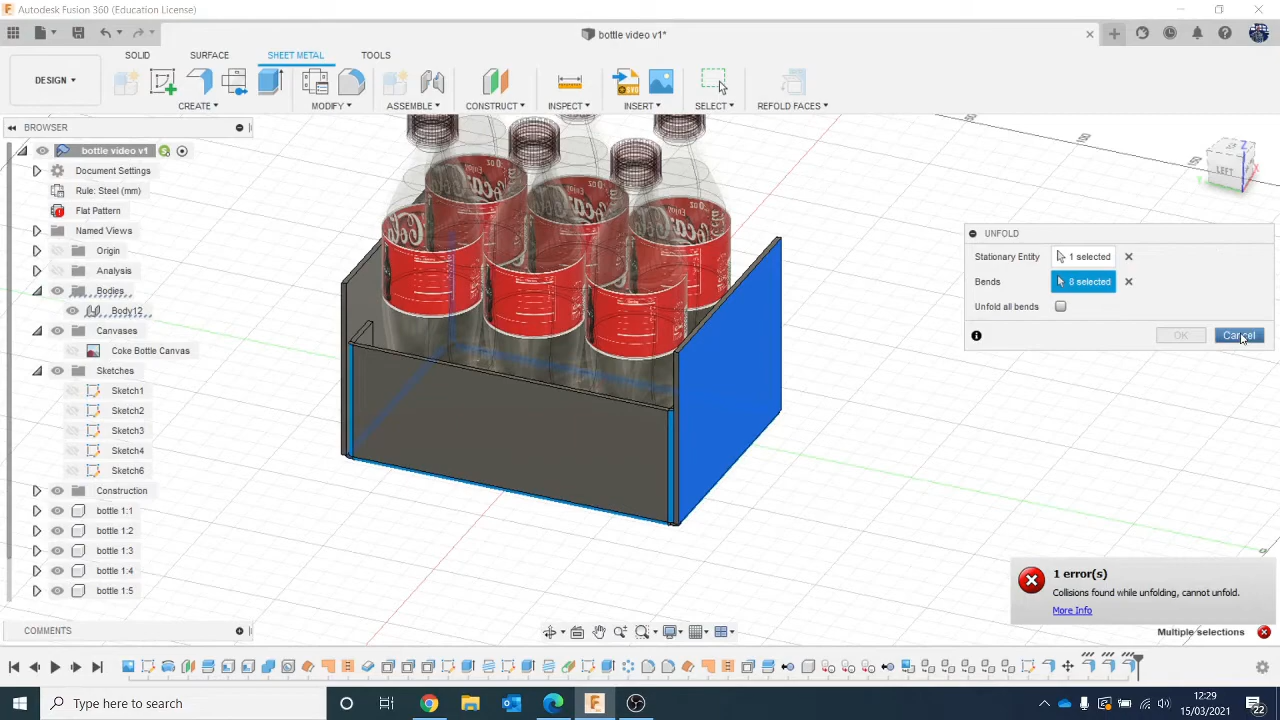 Autodesk Fusion 360 (Education License)
bottle video v1*
DESIGN
SOLID
SURFACE
SHEET METAL
TOOLS
CREATE
MODIFY
ASSEMBLE
CONSTRUCT
INSPECT
INSERT
SELECT
REFOLD FACES
BROWSER
bottle video v1
Document Settings
Rule: Steel (mm)
Flat Pattern
Named Views
Origin
Analysis
Bodies
Body12
Canvases
Coke Bottle Canvas
Sketches
Sketch1
Sketch2
Sketch3
Sketch4
Sketch6
Construction
bottle 1:1
bottle 1:2
bottle 1:3
bottle 1:4
bottle 1:5
COMMENTS
LEFT
Z
UNFOLD
Stationary Entity
1 selected
Bends
8 selected
Unfold all bends
OK
Cancel
1 error(s)
Collisions found while unfolding, cannot unfold.
More Info
Multiple selections
Type here to search
12:29
15/03/2021
22